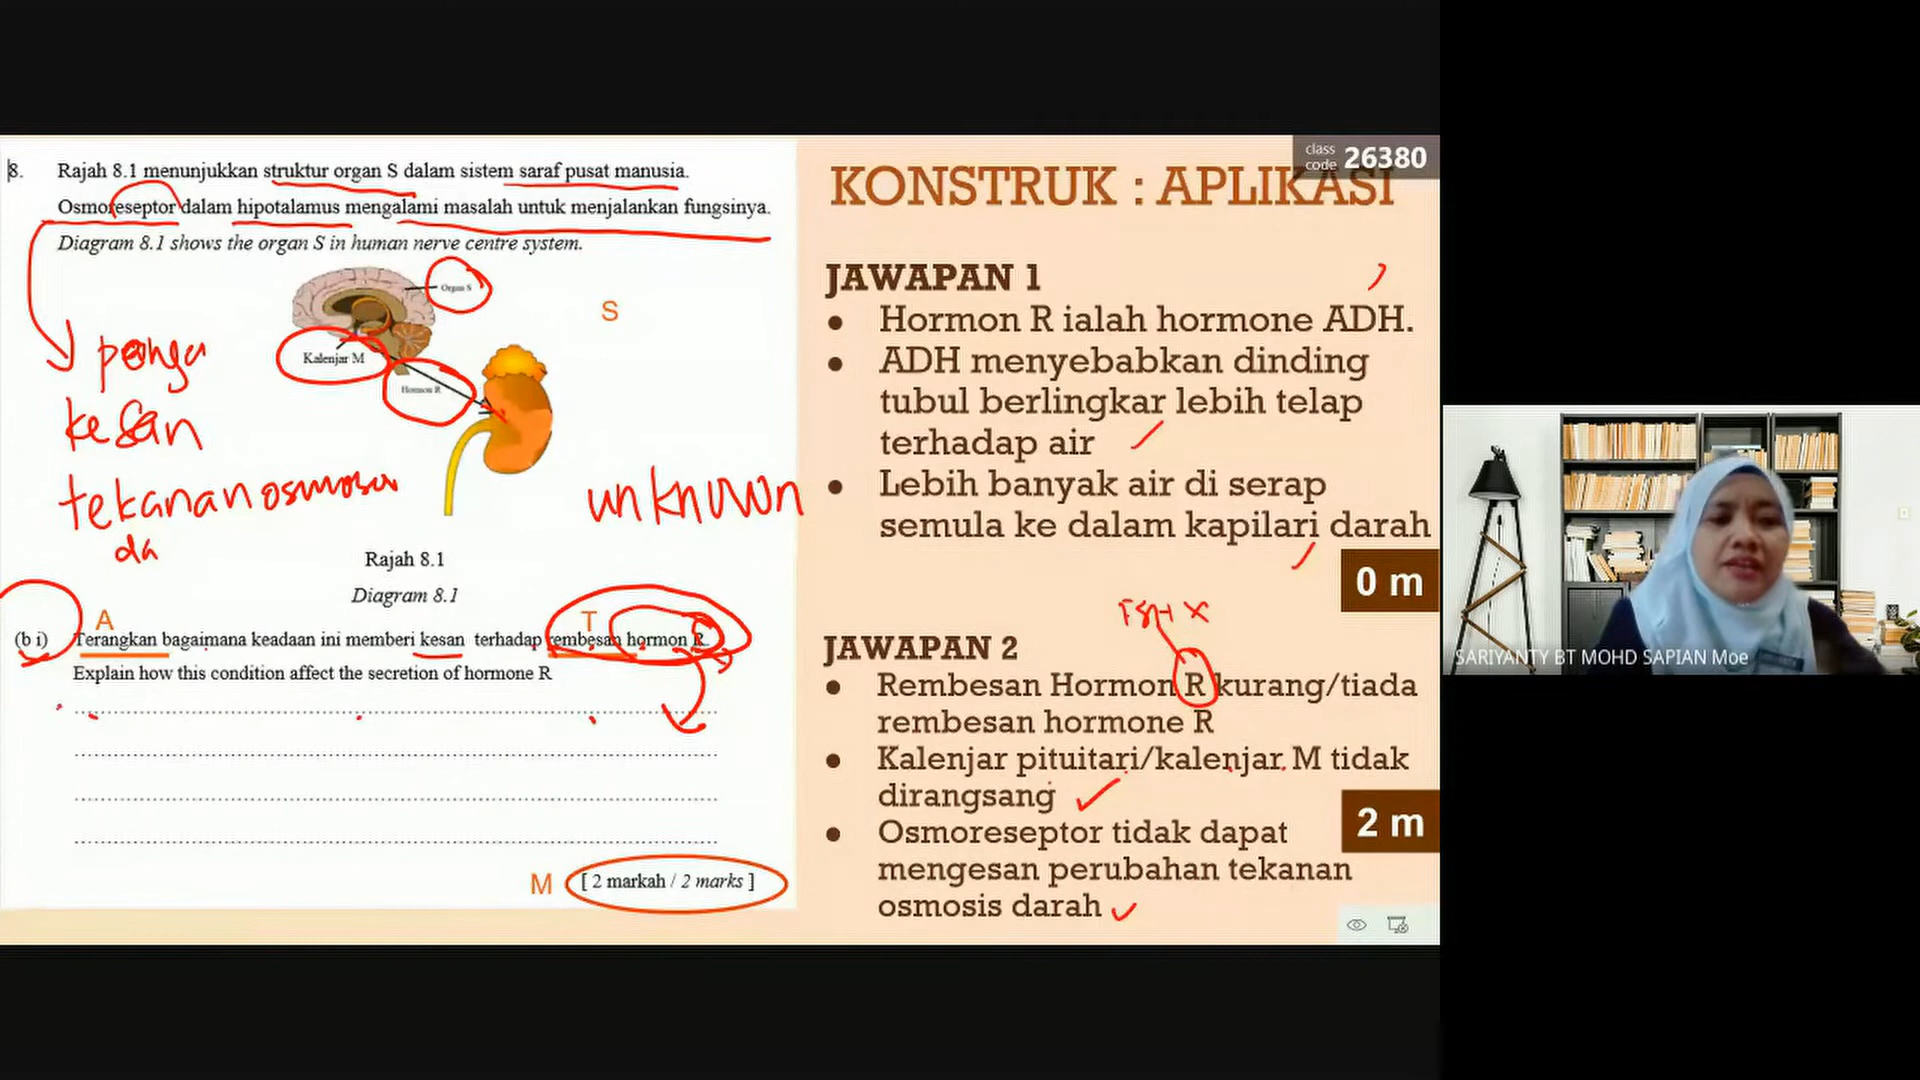 8. Rajah 8.1 menunjukkan struktur organ S dalam sistem saraf pusat manusia.
Osmoreseptor dalam hipotalamus mengalami masalah untuk menjalankan fungsinya.
Diagram 8.1 shows the organ S in human nerve centre system.
Organ S
S
Kalenjar M
Hormon R
kesan
tekanan osmosa
da
unknown
Rajah 8.1
Diagram 8.1
A
T
(b i) Terangkan bagaimana keadaan ini memberi kesan terhadap rembesan hormon R.
Explain how this condition affect the secretion of hormone R
M [ 2 markah / 2 marks ]
class code 26380
KONSTRUK : APLIKASI
JAWAPAN 1
• Hormon R ialah hormone ADH.
• ADH menyebabkan dinding
tubul berlingkar lebih telap
terhadap air
• Lebih banyak air di serap
semula ke dalam kapilari darah
0 m
FSH X
JAWAPAN 2
• Rembesan Hormon R kurang/tiada
rembesan hormone R
• Kalenjar pituitari/kalenjar M tidak
dirangsang
• Osmoreseptor tidak dapat
mengesan perubahan tekanan
osmosis darah
2 m
SARIYANTY BT MOHD SAPIAN Moe